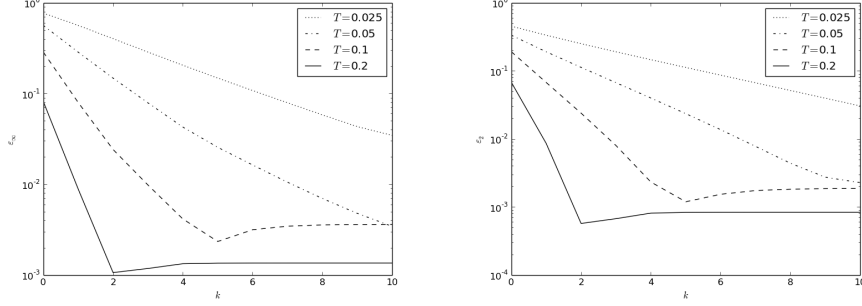 10⁰
10⁻¹
10⁻²
10⁻³
ε∞
0 2 4 6 8 10
k
T=0.025
T=0.05
T=0.1
T=0.2
10⁰
10⁻¹
10⁻²
10⁻³
10⁻⁴
ε₂
0 2 4 6 8 10
k
T=0.025
T=0.05
T=0.1
T=0.2